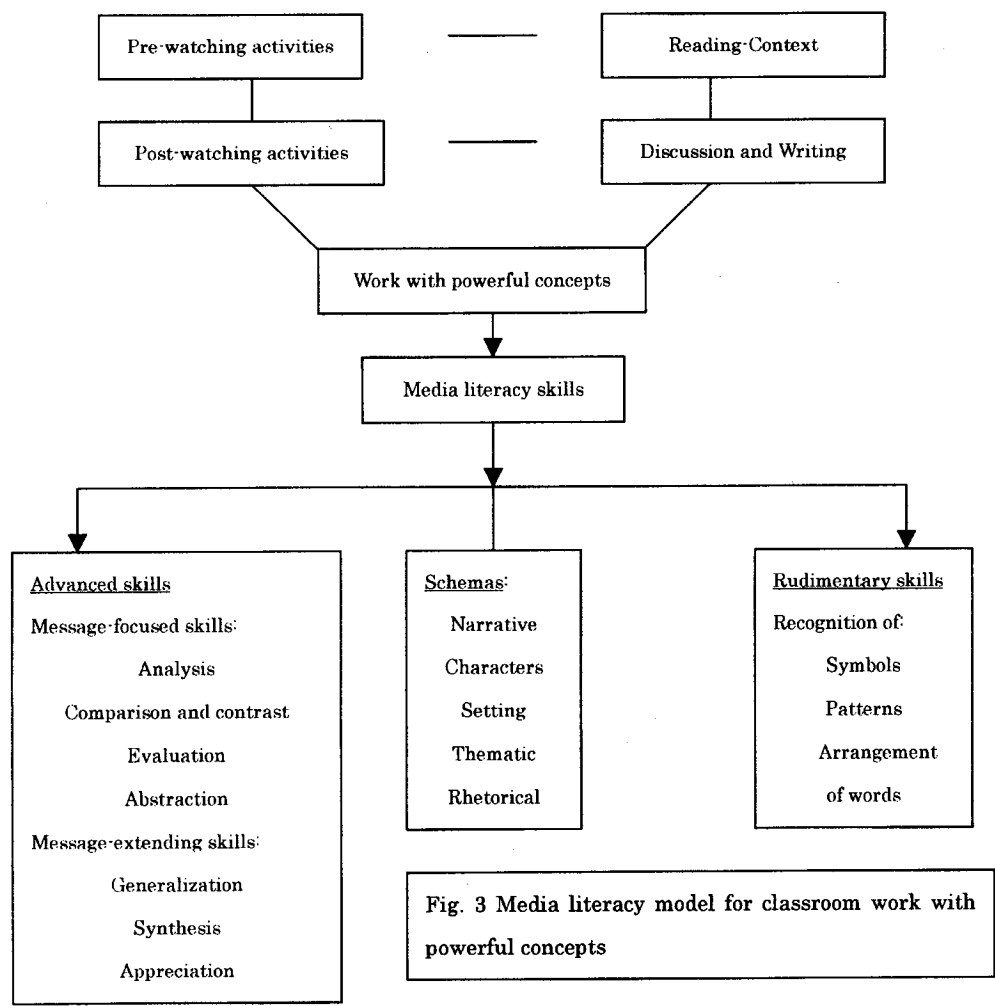 Pre-watching activities
Reading-Context
Post-watching activities
Discussion and Writing
Work with powerful concepts
Media literacy skills
Advanced skills
Message-focused skills:
Analysis
Comparison and contrast
Evaluation
Abstraction
Message-extending skills:
Generalization
Synthesis
Appreciation
Schemas:
Narrative
Characters
Setting
Thematic
Rhetorical
Rudimentary skills
Recognition of:
Symbols
Patterns
Arrangement
of words
Fig. 3 Media literacy model for classroom work with
powerful concepts